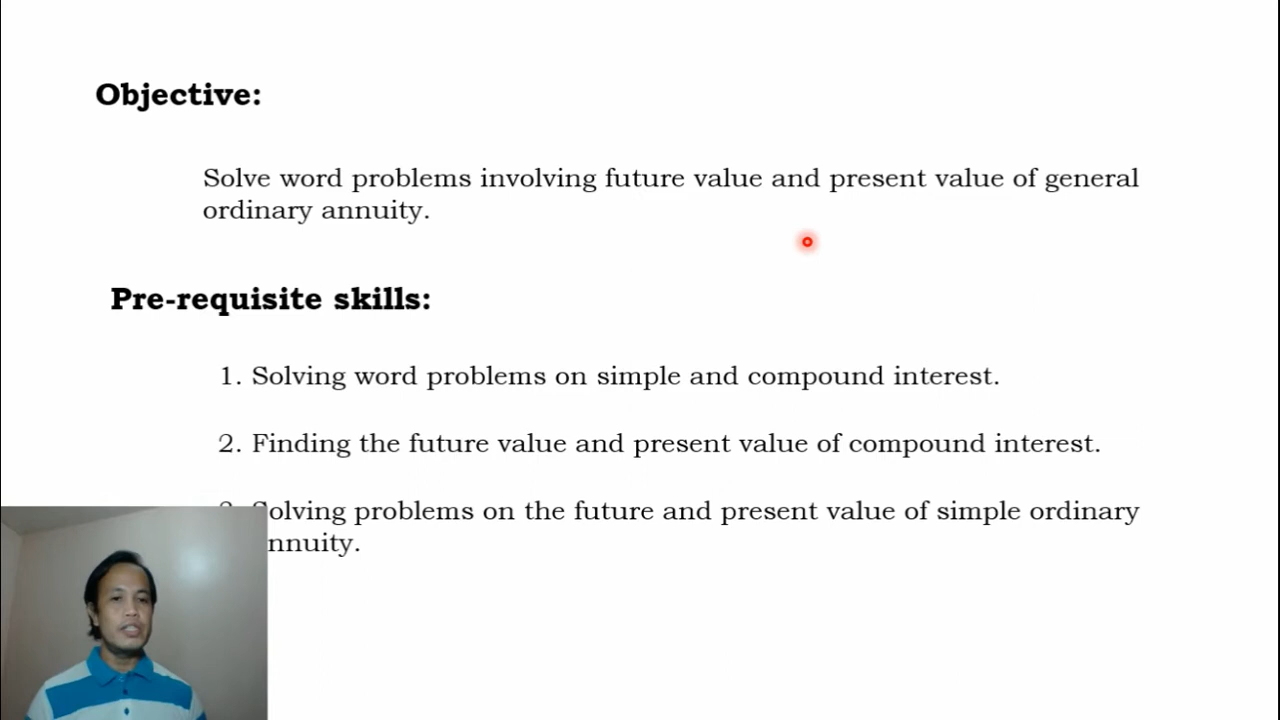 Objective:
Solve word problems involving future value and present value of general
ordinary annuity.
Pre-requisite skills:
1. Solving word problems on simple and compound interest.
2. Finding the future value and present value of compound interest.
Solving problems on the future and present value of simple ordinary
nnuity.